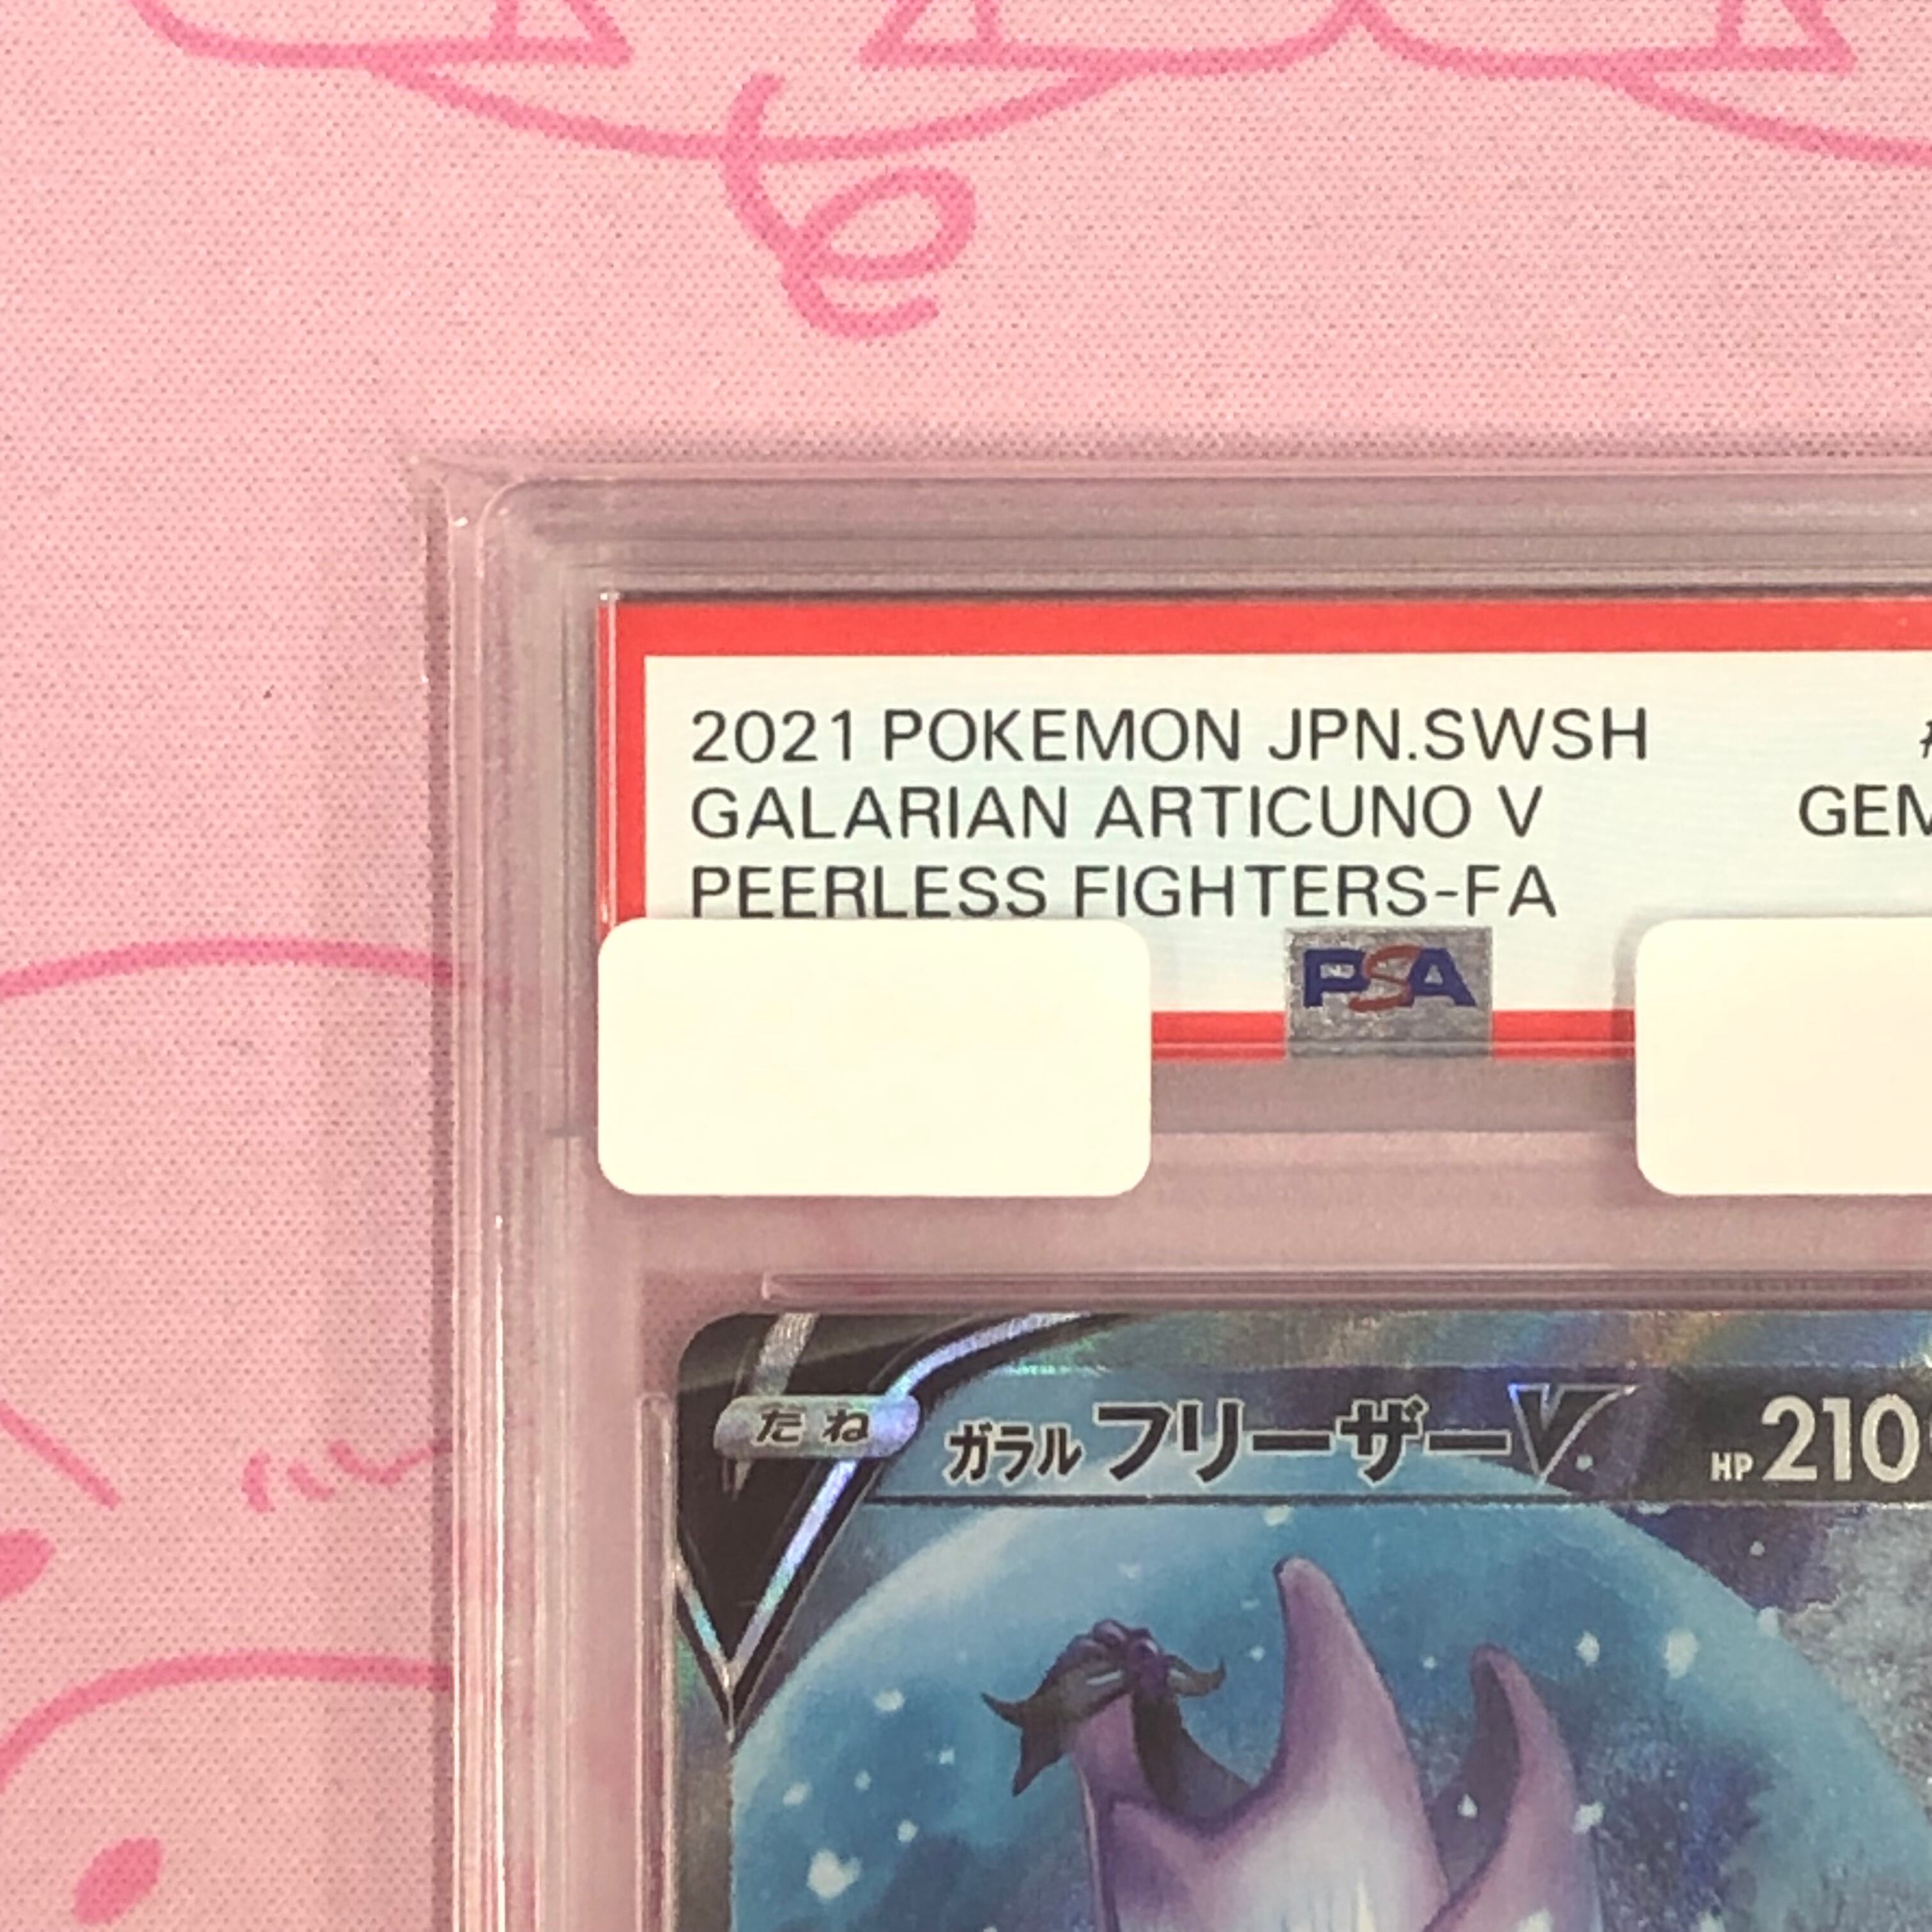 2021 POKEMON JPN.SWSH #
GALARIAN ARTICUNO V GEM
PEERLESS FIGHTERS-FA
PSA
たね ガラル フリーザーV HP 210